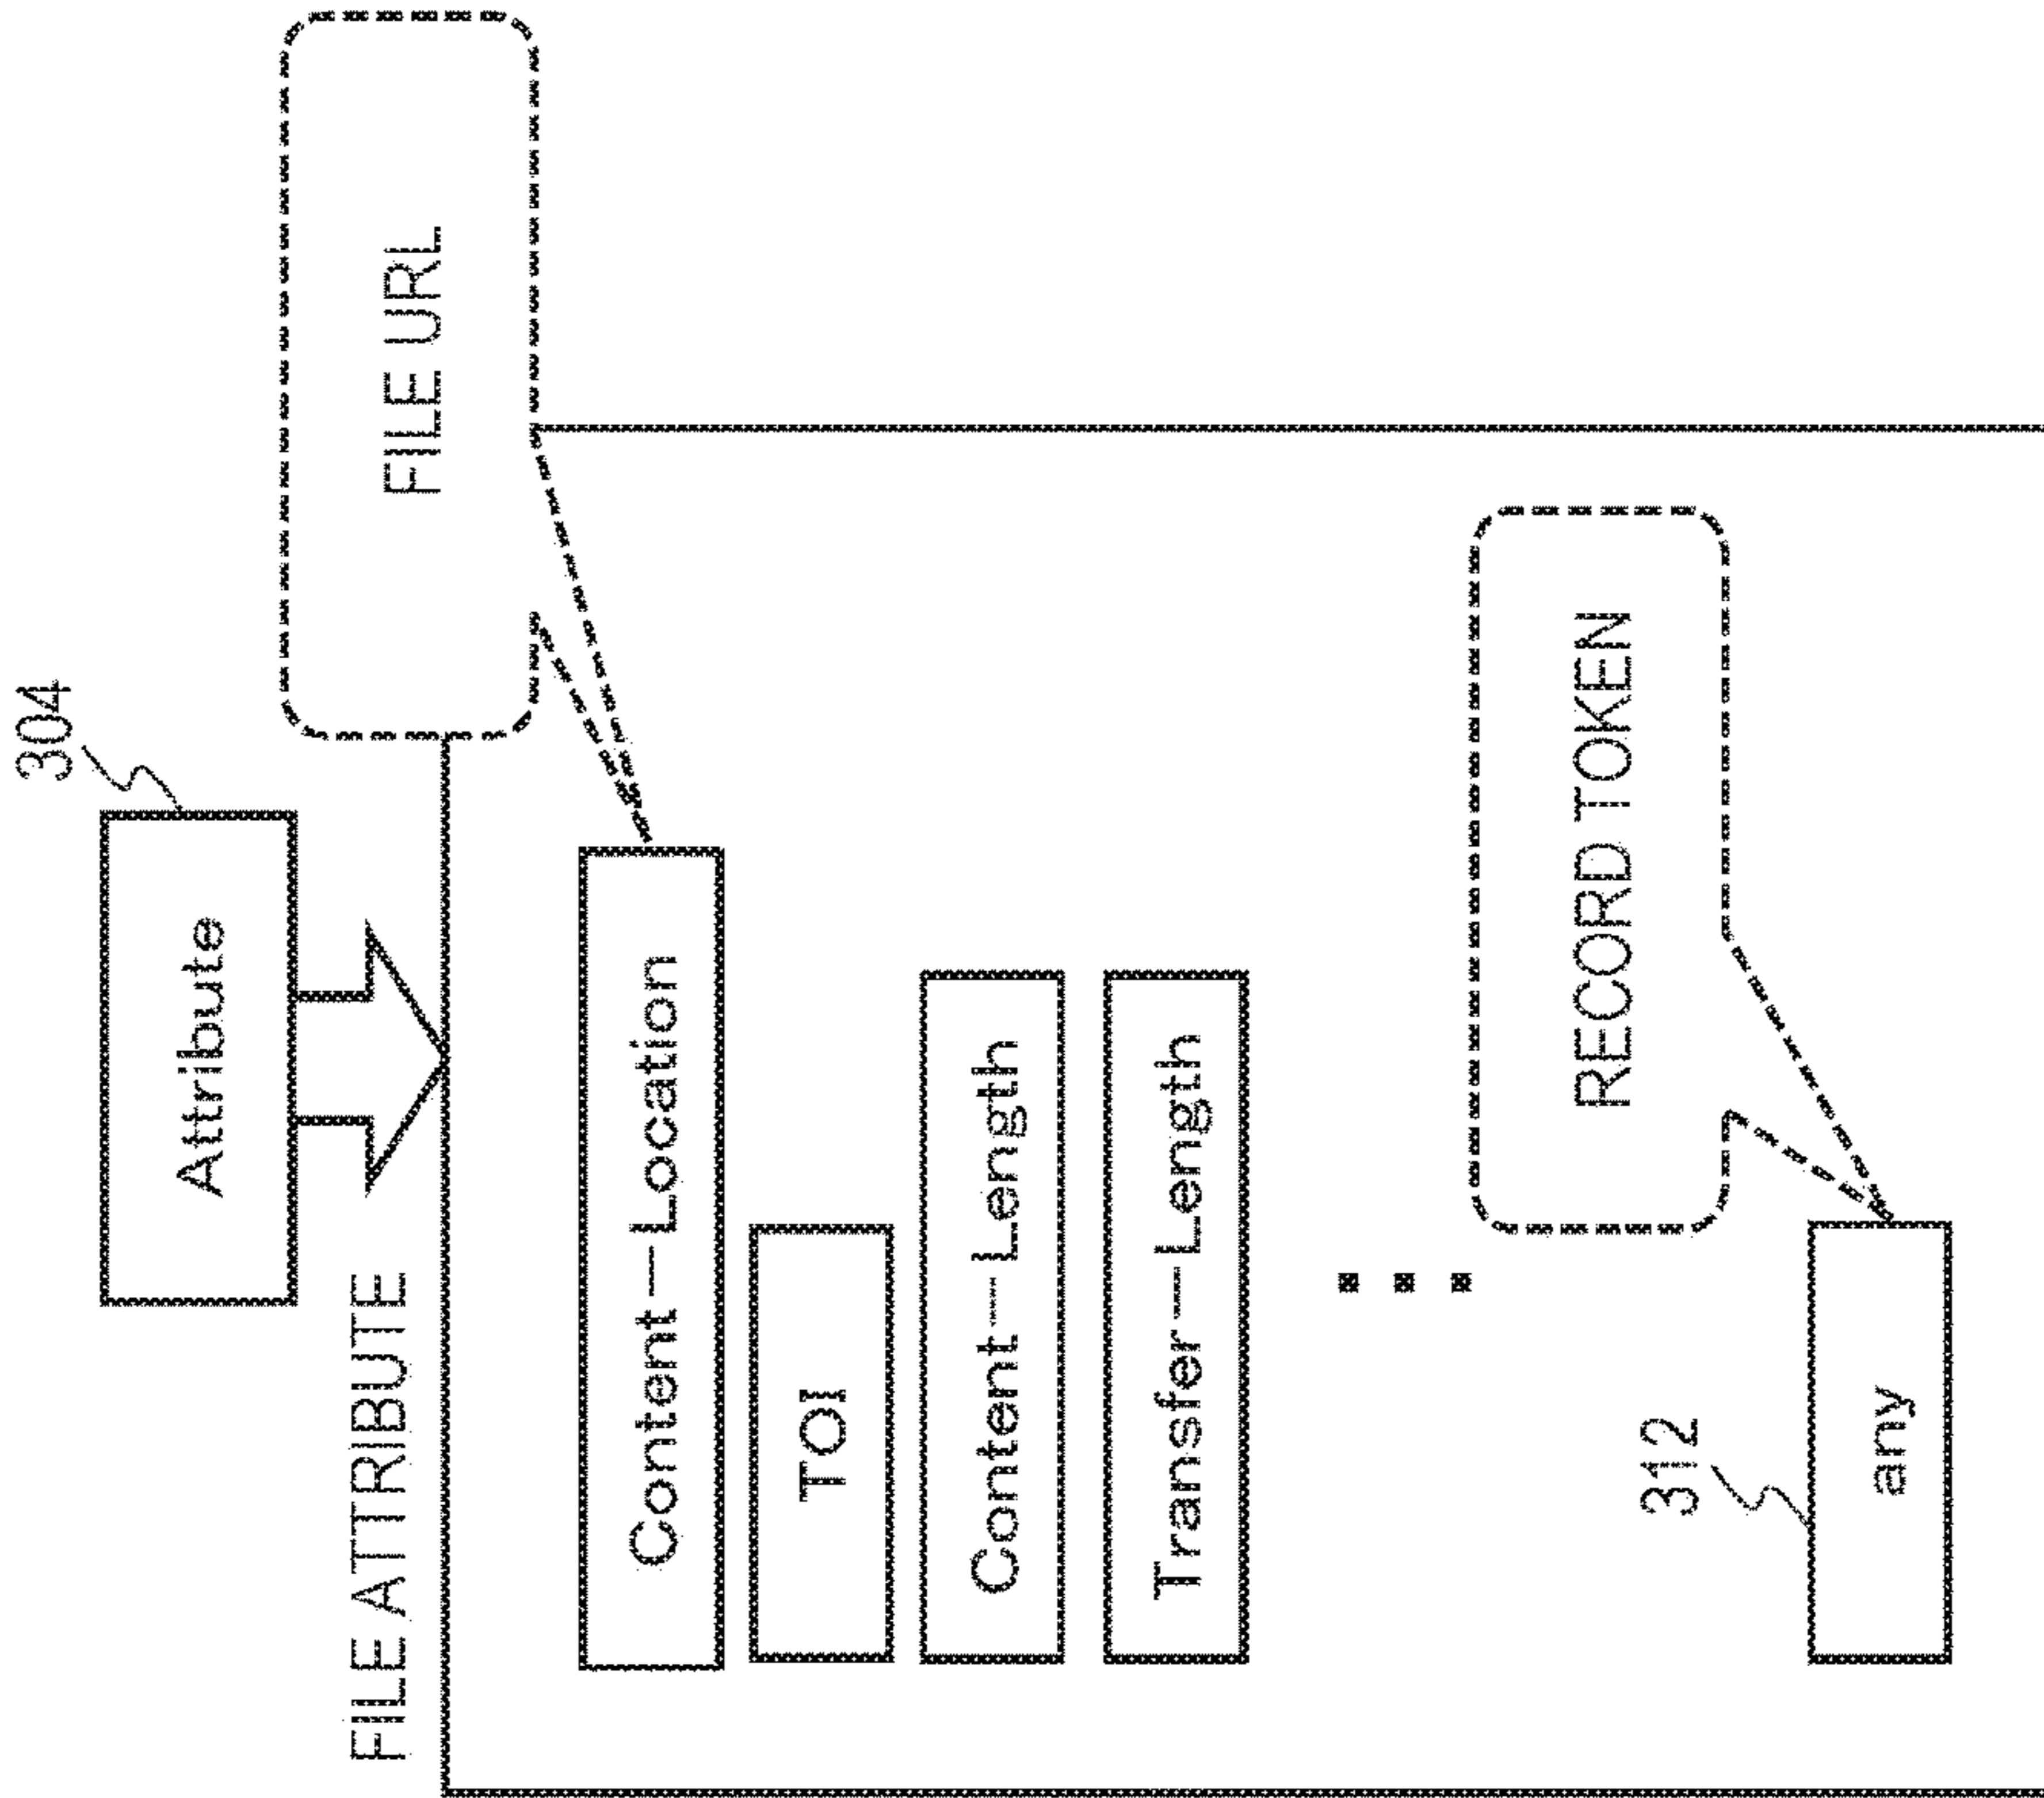 304
Attribute
FILE ATTRIBUTE
FILE URL
Content—Location
TOI
Content—Length
Transfer—Length
RECORD TOKEN
312
any